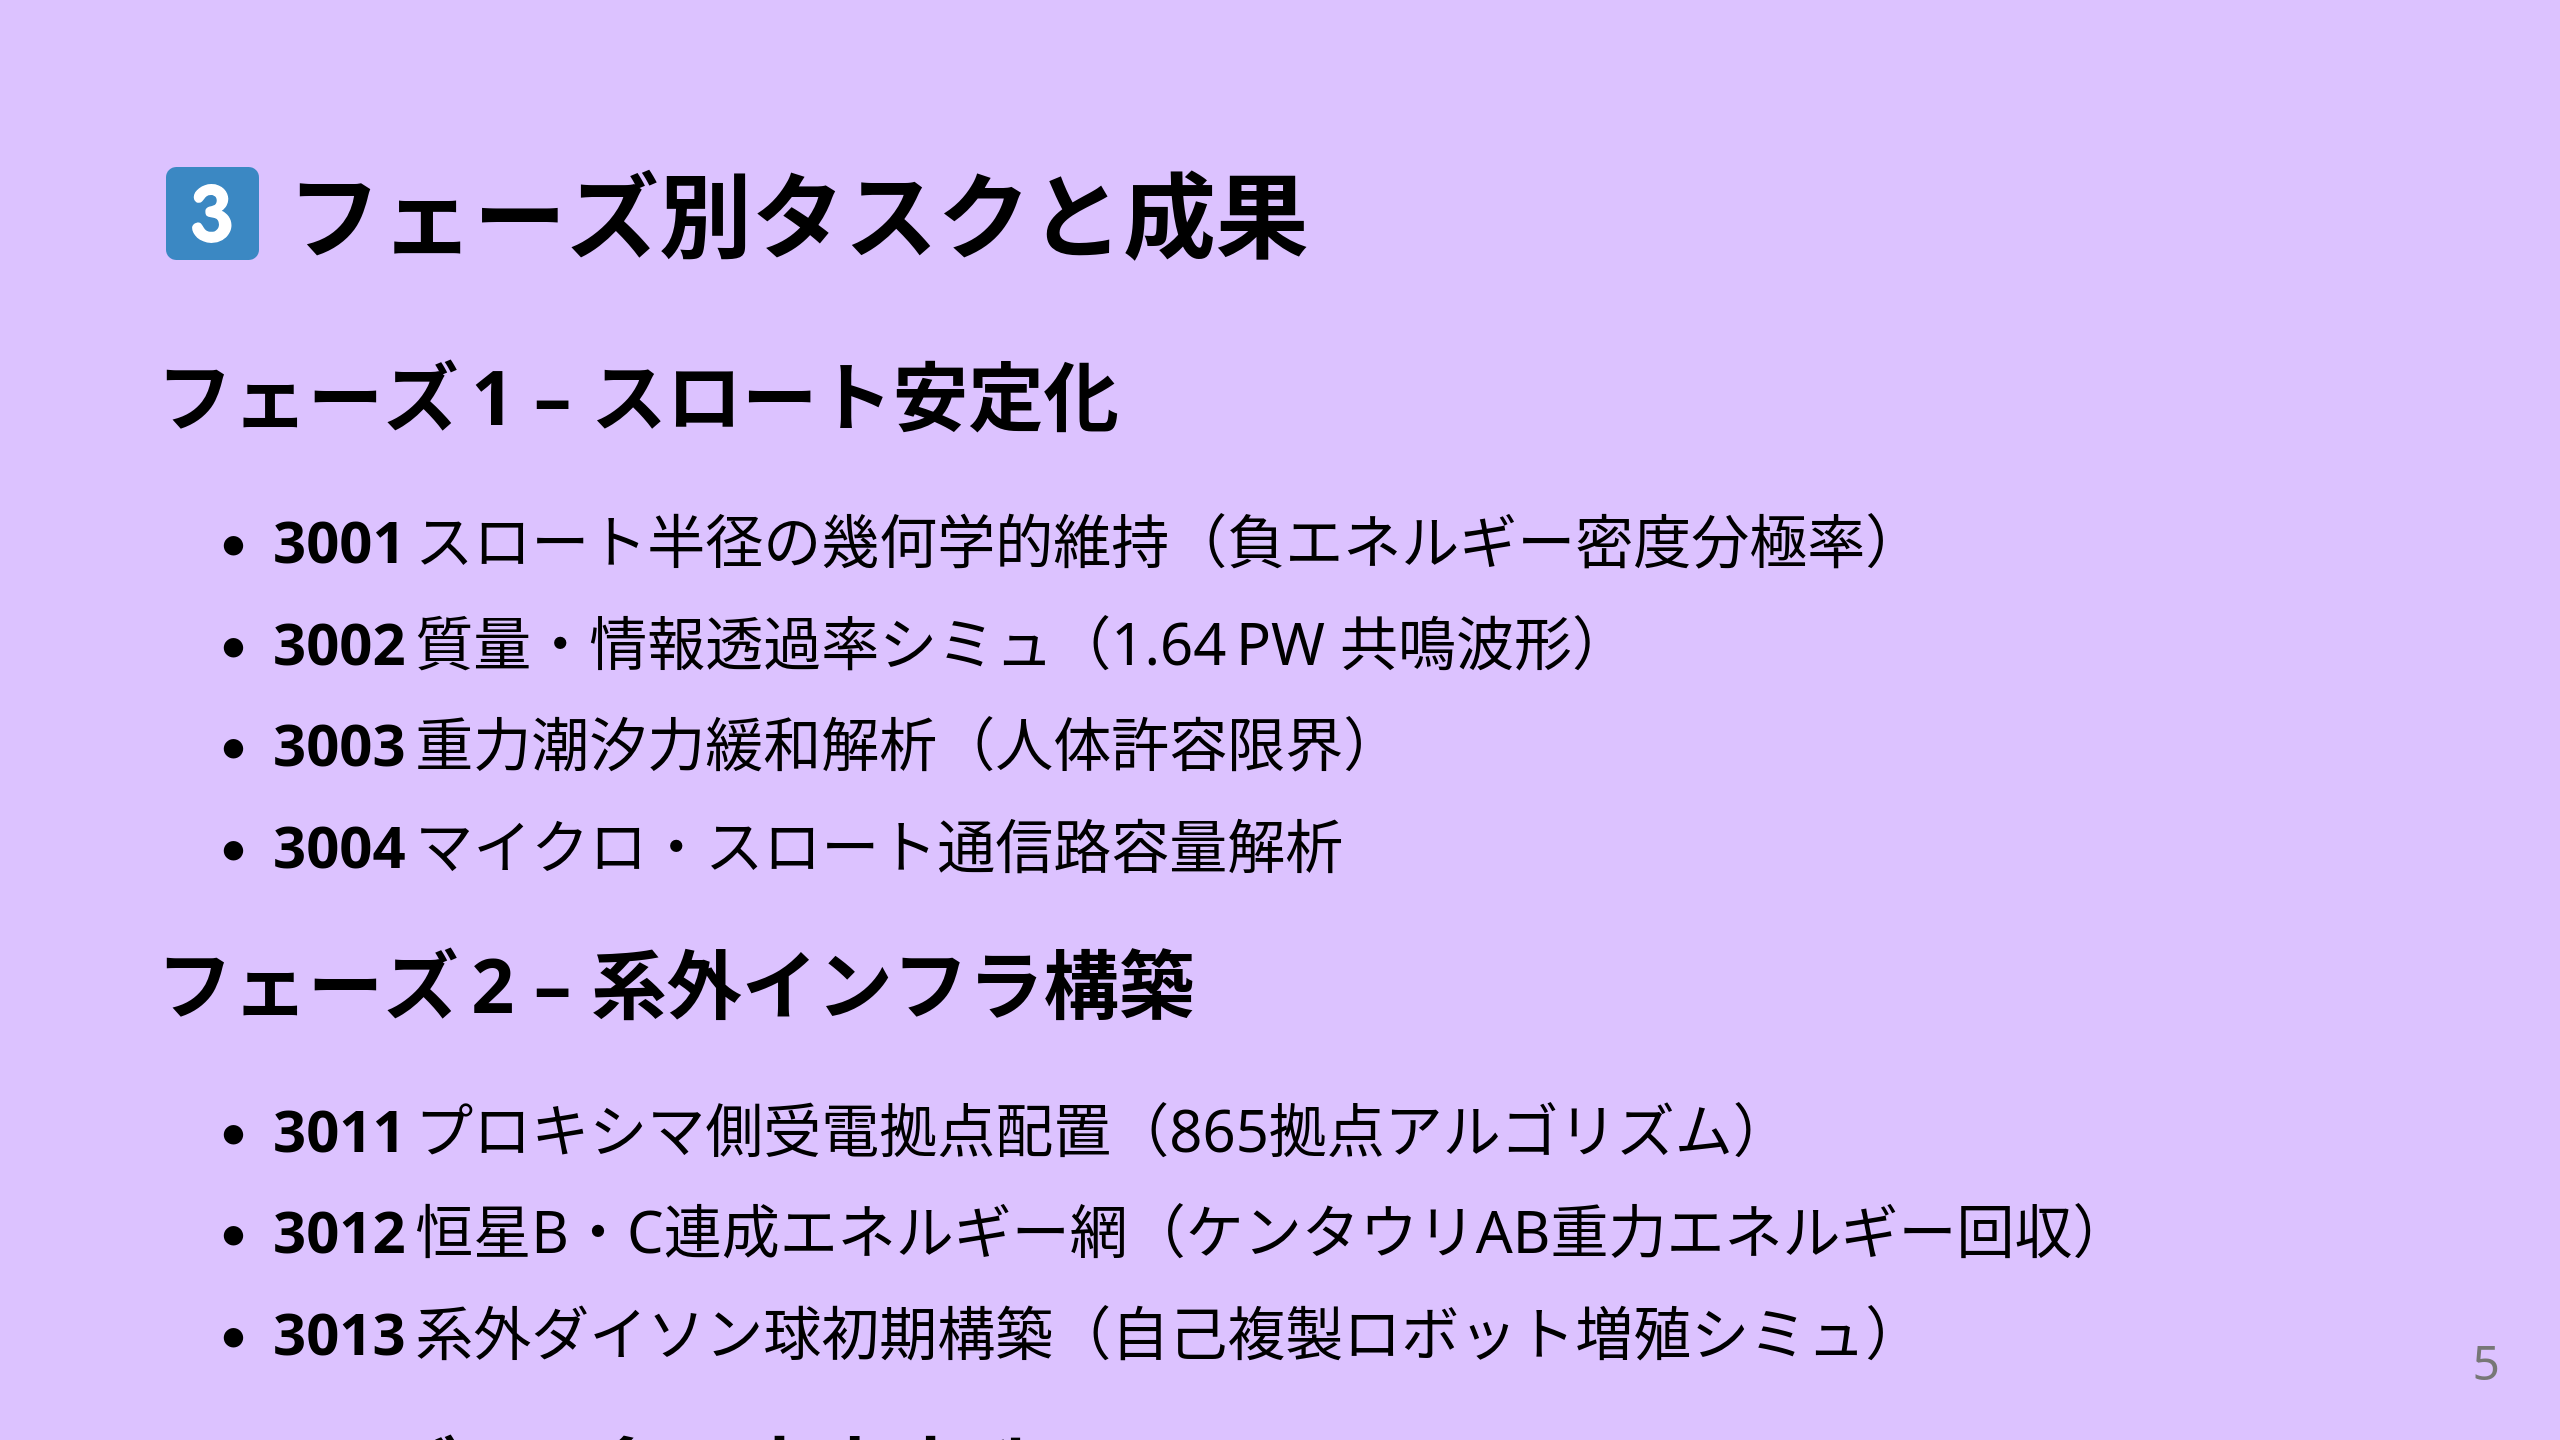 3️⃣ フェーズ別タスクと成果
フェーズ 1 – スロート安定化
• 3001 スロート半径の幾何学的維持（負エネルギー密度分極率）
• 3002 質量・情報透過率シミュ（1.64 PW 共鳴波形）
• 3003 重力潮汐力緩和解析（人体許容限界）
• 3004 マイクロ・スロート通信路容量解析
フェーズ 2 – 系外インフラ構築
• 3011 プロキシマ側受電拠点配置（865拠点アルゴリズム）
• 3012 恒星B・C連成エネルギー網（ケンタウリAB重力エネルギー回収）
• 3013 系外ダイソン球初期構築（自己複製ロボット増殖シミュ）
5